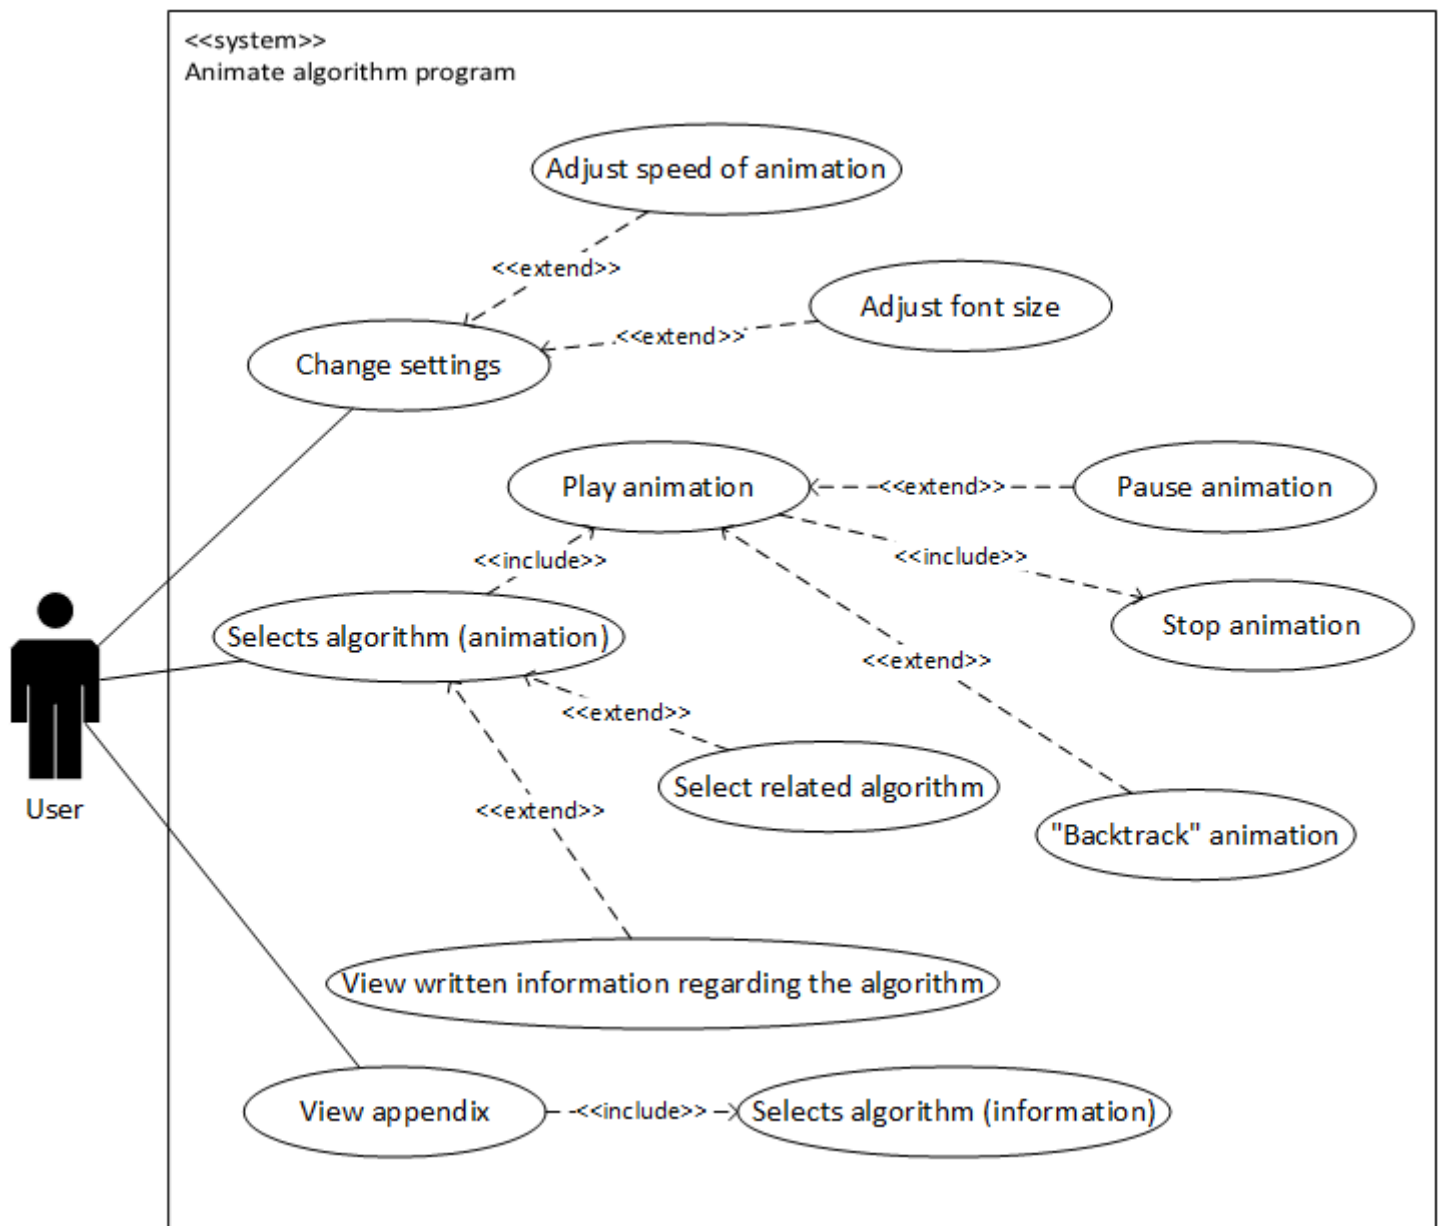 <<system>>
Animate algorithm program
Adjust speed of animation
<<extend>>
Adjust font size
<<extend>>
Change settings
Play animation
<<extend>>
Pause animation
<<include>>
<<include>>
Stop animation
Selects algorithm (animation)
<<extend>>
<<extend>>
Select related algorithm
<<extend>>
User
"Backtrack" animation
View written information regarding the algorithm
View appendix
<<include>>
Selects algorithm (information)